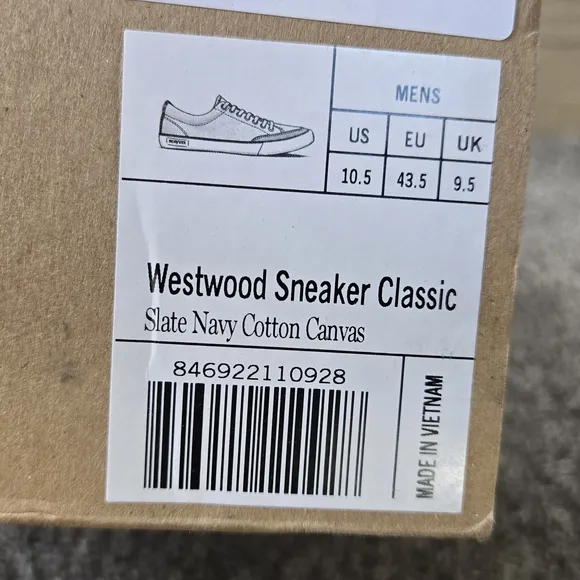 MENS
US EU UK
10.5 43.5 9.5
Westwood Sneaker Classic
Slate Navy Cotton Canvas
846922110928
MADE IN VIETNAM